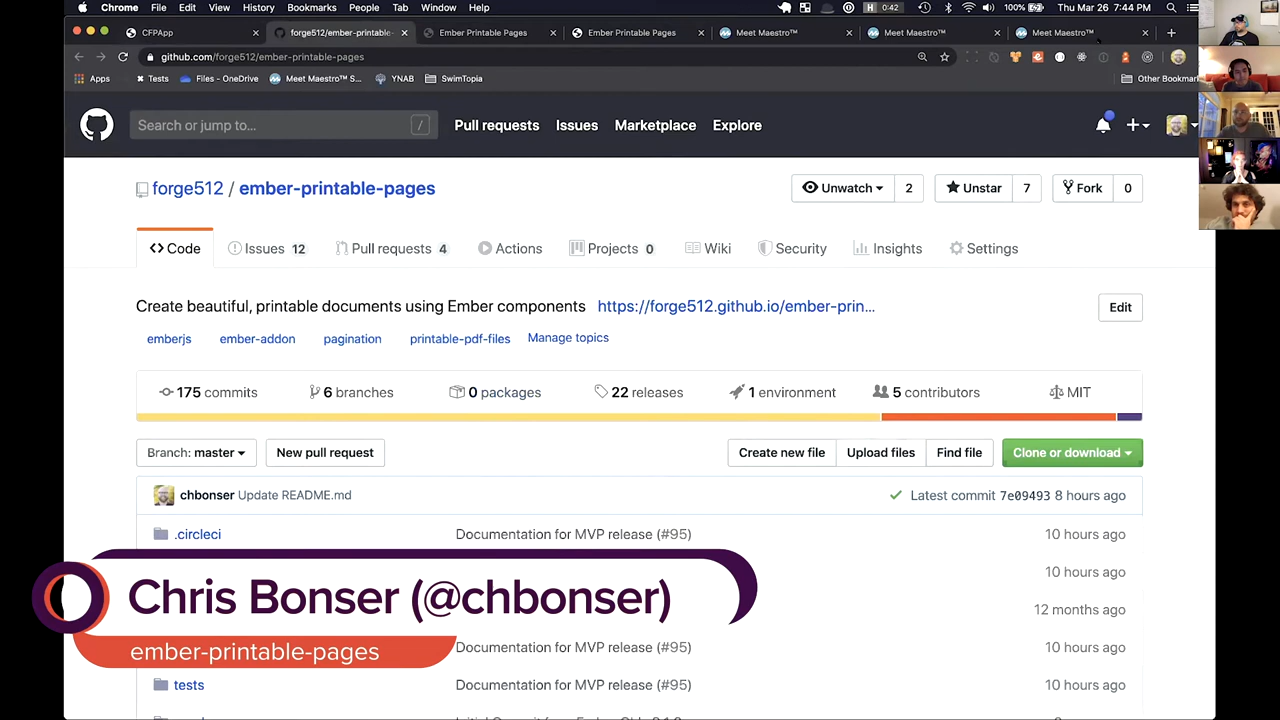 Chrome File Edit View History Bookmarks People Tab Window Help 0:42 100% Thu Mar 26 7:44 PM
CFPApp forge512/ember-printable- Ember Printable Pages Ember Printable Pages Meet Maestro™ Meet Maestro™ Meet Maestro™
github.com/forge512/ember-printable-pages
Apps Tests Files - OneDrive Meet Maestro™ S... YNAB SwimTopia Other Bookmar
Search or jump to... / Pull requests Issues Marketplace Explore
forge512 / ember-printable-pages Unwatch 2 Unstar 7 Fork 0
Code Issues 12 Pull requests 4 Actions Projects 0 Wiki Security Insights Settings
Create beautiful, printable documents using Ember components https://forge512.github.io/ember-prin... Edit
emberjs ember-addon pagination printable-pdf-files Manage topics
175 commits 6 branches 0 packages 22 releases 1 environment 5 contributors MIT
Branch: master New pull request Create new file Upload files Find file Clone or download
chbonser Update README.md Latest commit 7e09493 8 hours ago
.circleci Documentation for MVP release (#95) 10 hours ago
10 hours ago
Chris Bonser (@chbonser) 12 months ago
ember-printable-pages Documentation for MVP release (#95) 10 hours ago
tests Documentation for MVP release (#95) 10 hours ago